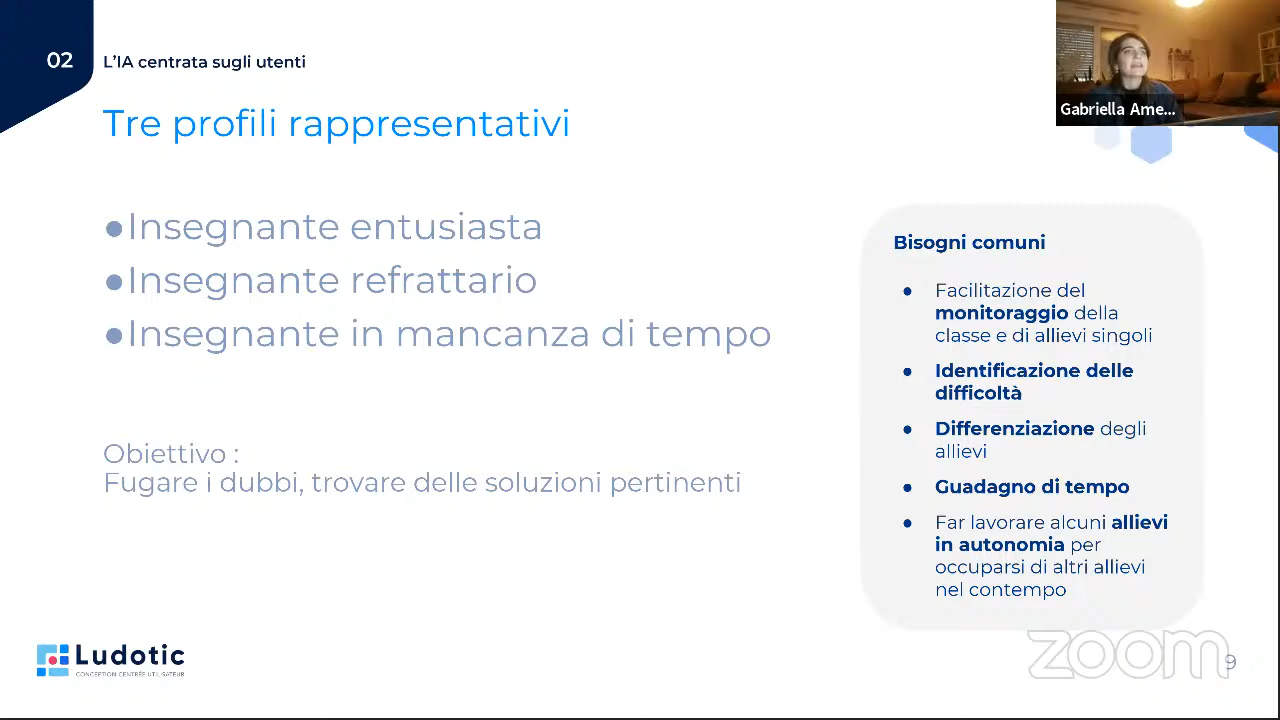 02
L'IA centrata sugli utenti
Gabriella Ame...
Tre profili rappresentativi
●Insegnante entusiasta
●Insegnante refrattario
●Insegnante in mancanza di tempo
Obiettivo :
Fugare i dubbi, trovare delle soluzioni pertinenti
Bisogni comuni
● Facilitazione del
monitoraggio della
classe e di allievi singoli
● Identificazione delle
difficoltà
● Differenziazione degli
allievi
● Guadagno di tempo
● Far lavorare alcuni allievi
in autonomia per
occuparsi di altri allievi
nel contempo
Ludotic
CONCEPTION CENTRÉE UTILISATEUR
zoom
9